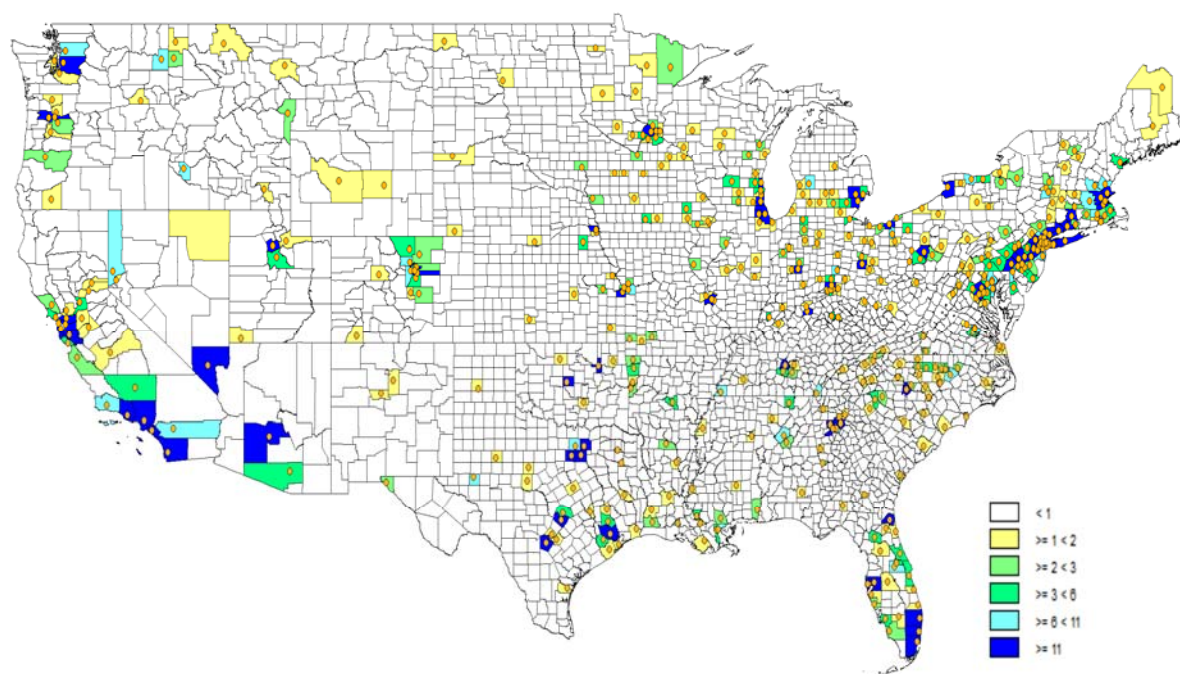 < 1
>= 1 < 2
>= 2 < 3
>= 3 < 6
>= 6 < 11
>= 11